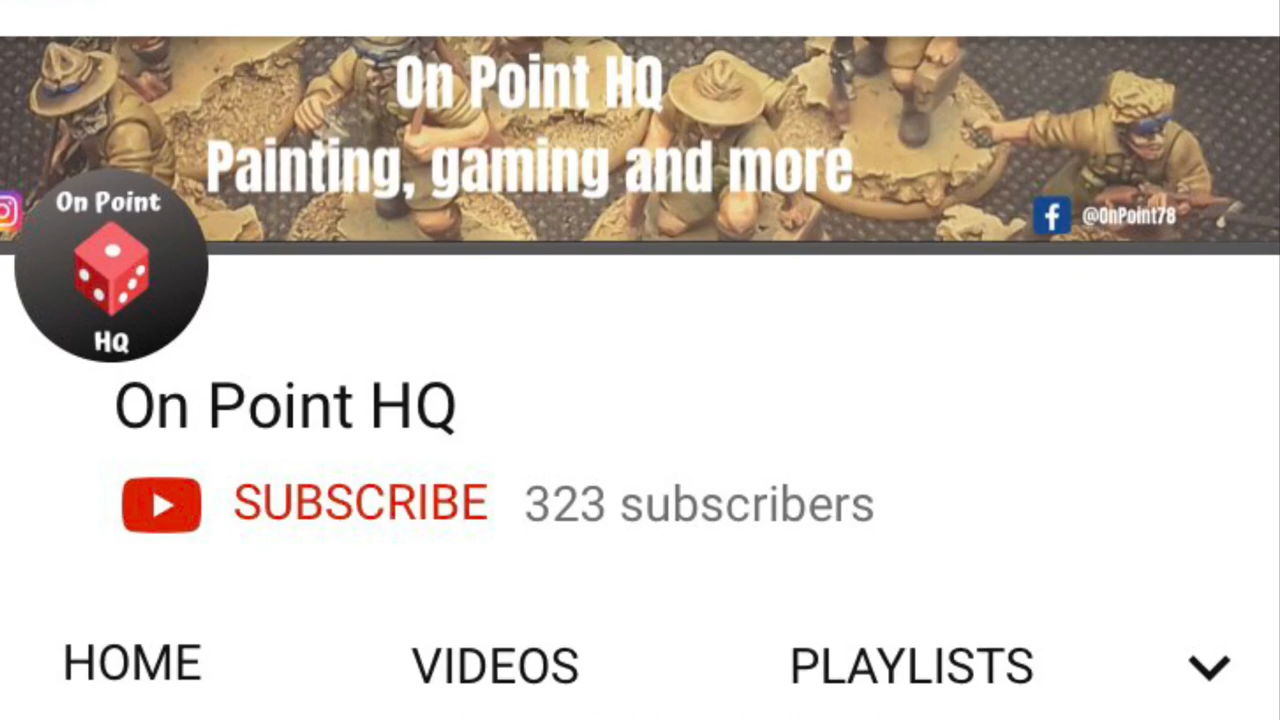 On Point HQ
Painting, gaming and more
@OnPoint78
On Point
HQ
On Point HQ
SUBSCRIBE 323 subscribers
HOME VIDEOS PLAYLISTS